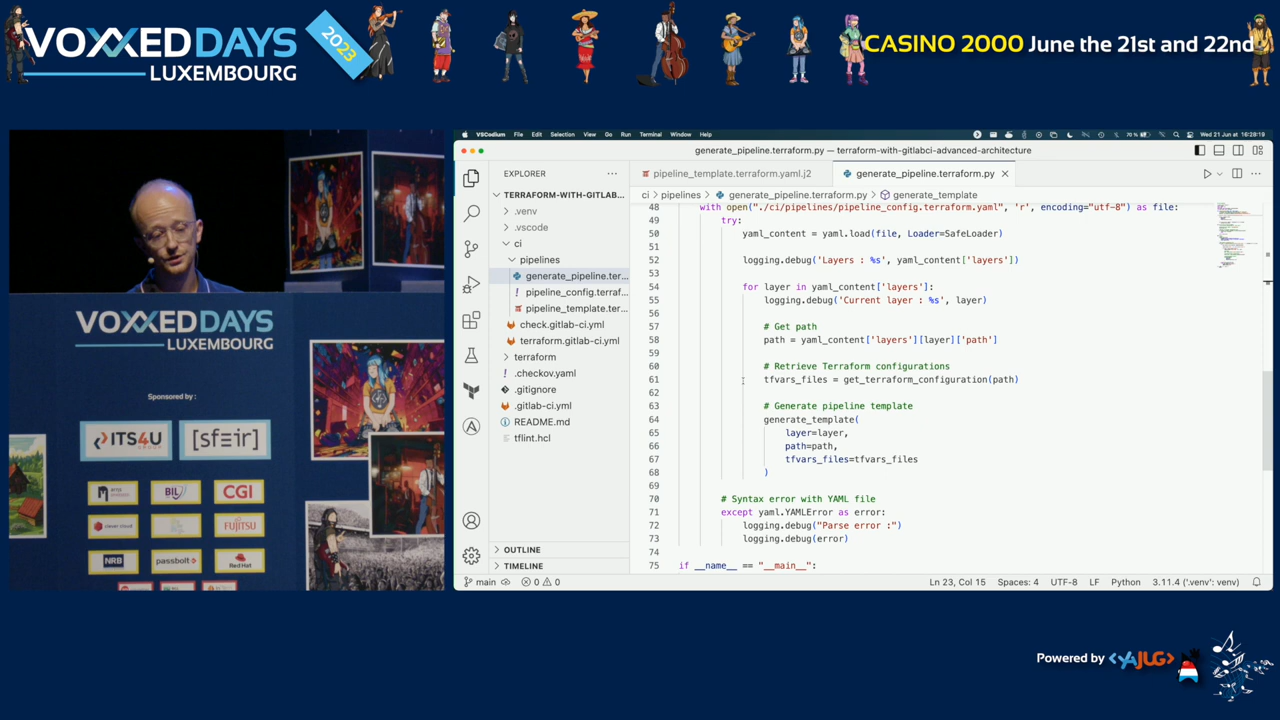 VOXXED DAYS
LUXEMBOURG
2023
CASINO 2000 June the 21st and 22nd
VOXXED DAYS
LUXEMBOURG
Sponsored by :
ITS4U
[sfeir]
BIL
CGI
clever cloud
FUJITSU
NRB
passbolt
Red Hat
VSCodium File Edit Selection View Go Run Terminal Window Help
70 % Wed 21 Jun at 16:28:19
generate_pipeline.terraform.py — terraform-with-gitlabci-advanced-architecture
EXPLORER
TERRAFORM-WITH-GITLAB...
.venv
.vscode
ci
pipelines
generate_pipeline.ter...
pipeline_config.terraf...
pipeline_template.ter...
check.gitlab-ci.yml
terraform.gitlab-ci.yml
terraform
.checkov.yaml
.gitignore
.gitlab-ci.yml
README.md
tflint.hcl
OUTLINE
TIMELINE
pipeline_template.terraform.yaml.j2
generate_pipeline.terraform.py
ci > pipelines > generate_pipeline.terraform.py > generate_template
48 with open("./ci/pipelines/pipeline_config.terraform.yaml", 'r', encoding="utf-8") as file:
49 try:
50 yaml_content = yaml.load(file, Loader=SafeLoader)
51
52 logging.debug('Layers : %s', yaml_content['layers'])
53
54 for layer in yaml_content['layers']:
55 logging.debug('Current layer : %s', layer)
56
57 # Get path
58 path = yaml_content['layers'][layer]['path']
59
60 # Retrieve Terraform configurations
61 tfvars_files = get_terraform_configuration(path)
62
63 # Generate pipeline template
64 generate_template(
65 layer=layer,
66 path=path,
67 tfvars_files=tfvars_files
68 )
69
70 # Syntax error with YAML file
71 except yaml.YAMLError as error:
72 logging.debug("Parse error :")
73 logging.debug(error)
74
75 if __name__ == "__main__":
main 0 0 Ln 23, Col 15 Spaces: 4 UTF-8 LF Python 3.11.4 ('.venv': venv)
Powered by <YAJUG>